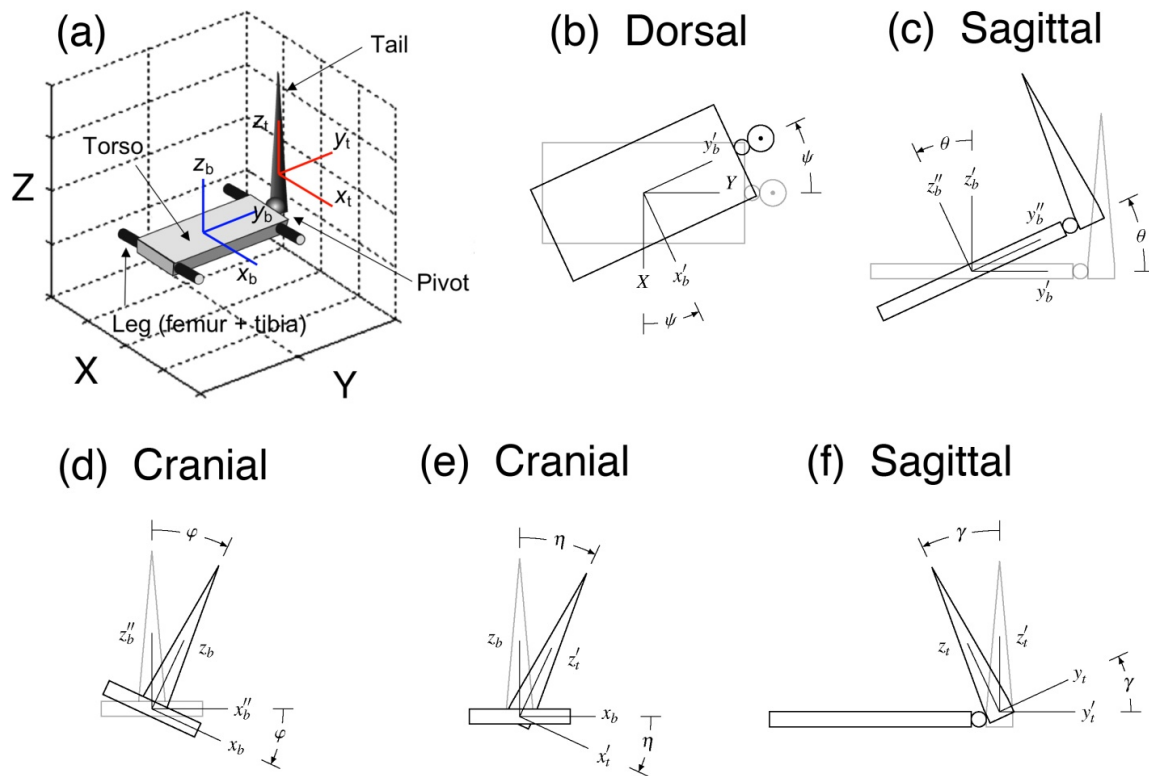 (a)
Tail
Torso
Z
z_t
y_t
x_t
z_b
y_b
x_b
Pivot
Leg (femur + tibia)
X
Y
(b) Dorsal
y′_b
Y
ψ
X
x′_b
ψ
(c) Sagittal
θ
z″_b
z′_b
y″_b
y′_b
θ
(d) Cranial
φ
z″_b
z_b
x″_b
x_b
φ
(e) Cranial
η
z_b
z′_t
x_b
x′_t
η
(f) Sagittal
γ
z_t
z′_t
y_t
y′_t
γ